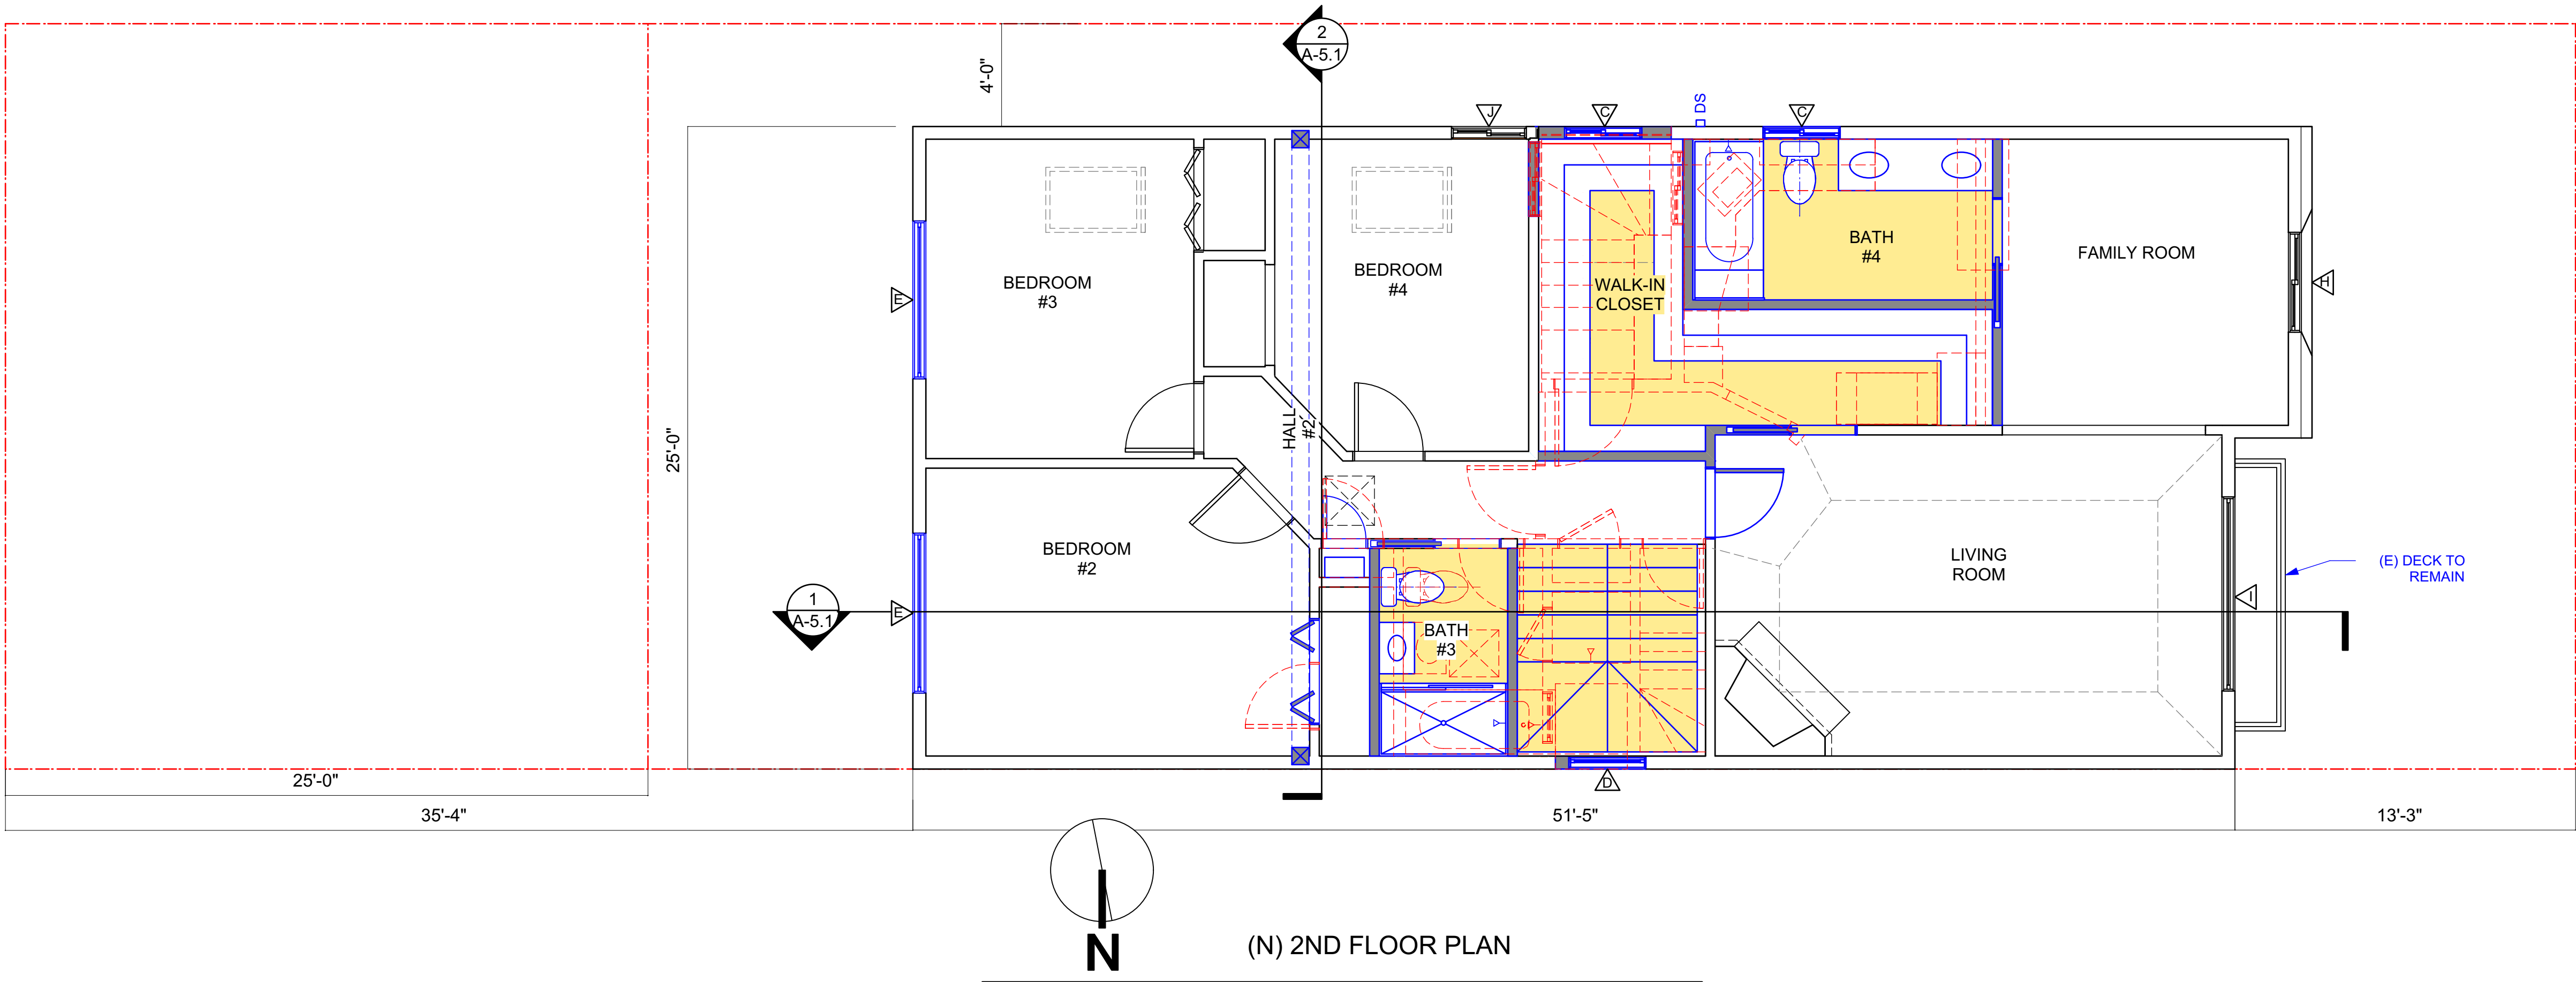 2
A-5.1
4'-0"
DS
J
C
C
BEDROOM
#3
BEDROOM
#4
WALK-IN
CLOSET
BATH
#4
FAMILY ROOM
E
H
25'-0"
HALL
#2
BEDROOM
#2
LIVING
ROOM
(E) DECK TO
REMAIN
1
A-5.1
E
I
BATH
#3
D
25'-0"
35'-4"
51'-5"
13'-3"
N
(N) 2ND FLOOR PLAN